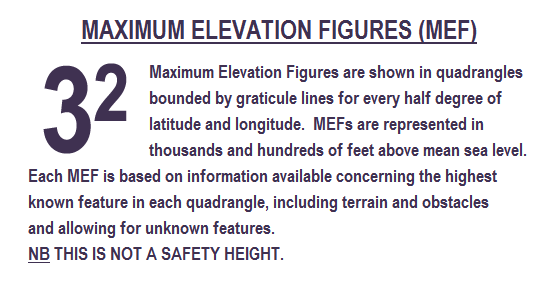 MAXIMUM ELEVATION FIGURES (MEF)
3²
Maximum Elevation Figures are shown in quadrangles
bounded by graticule lines for every half degree of
latitude and longitude.  MEFs are represented in
thousands and hundreds of feet above mean sea level.
Each MEF is based on information available concerning the highest
known feature in each quadrangle, including terrain and obstacles
and allowing for unknown features.
NB THIS IS NOT A SAFETY HEIGHT.